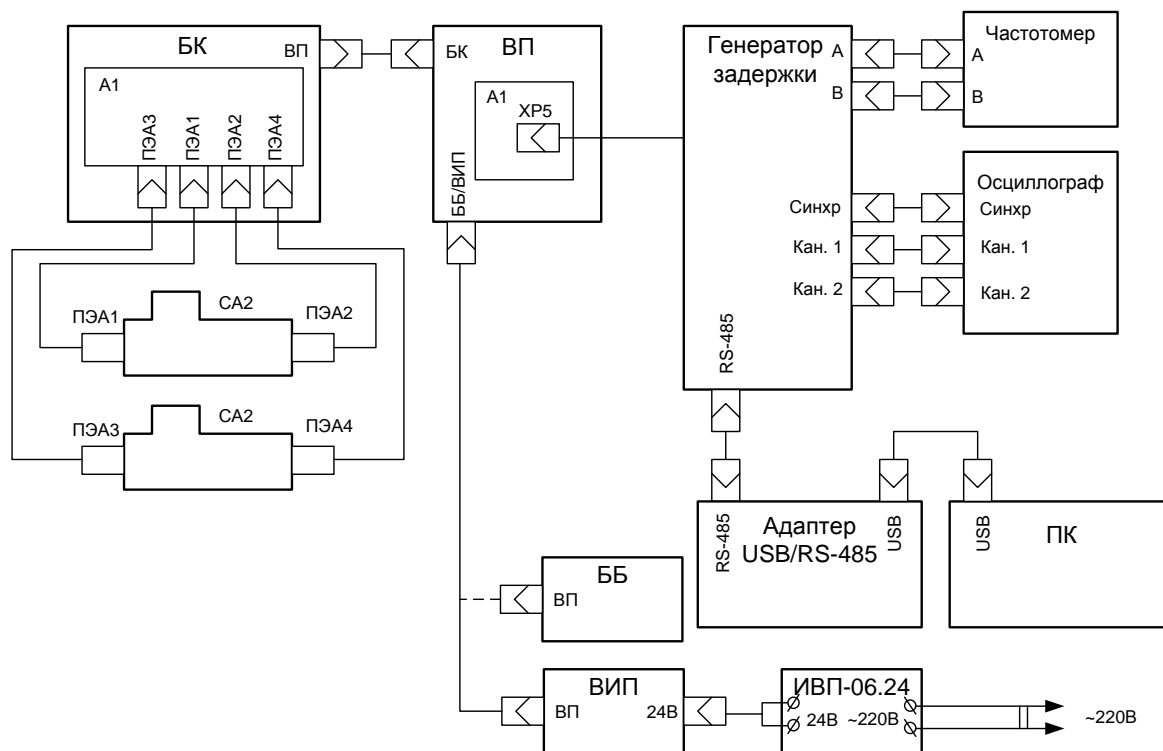 БК
ВП
А1
ПЭА3
ПЭА1
ПЭА2
ПЭА4
ПЭА1
СА2
ПЭА2
ПЭА3
СА2
ПЭА4
ВП
БК
А1
ХР5
ББ/ВИП
Генератор
задержки
А
В
Синхр
Кан. 1
Кан. 2
RS-485
Частотомер
А
В
Осциллограф
Синхр
Кан. 1
Кан. 2
RS-485
Адаптер
USB/RS-485
USB
USB
ПК
ББ
ВП
ВИП
ВП
24В
ИВП-06.24
24В
~220В
~220В